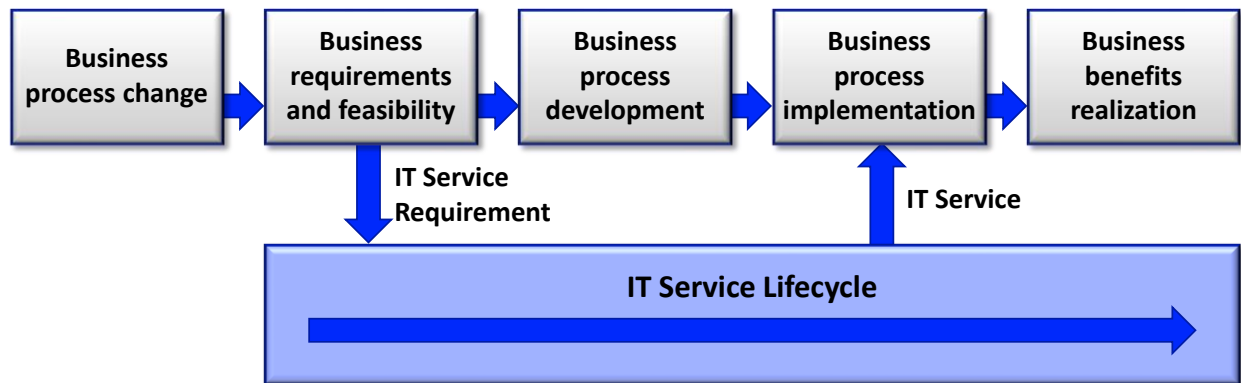 Business
process change
Business
requirements
and feasibility
Business
process
development
Business
process
implementation
Business
benefits
realization
IT Service
Requirement
IT Service
IT Service Lifecycle